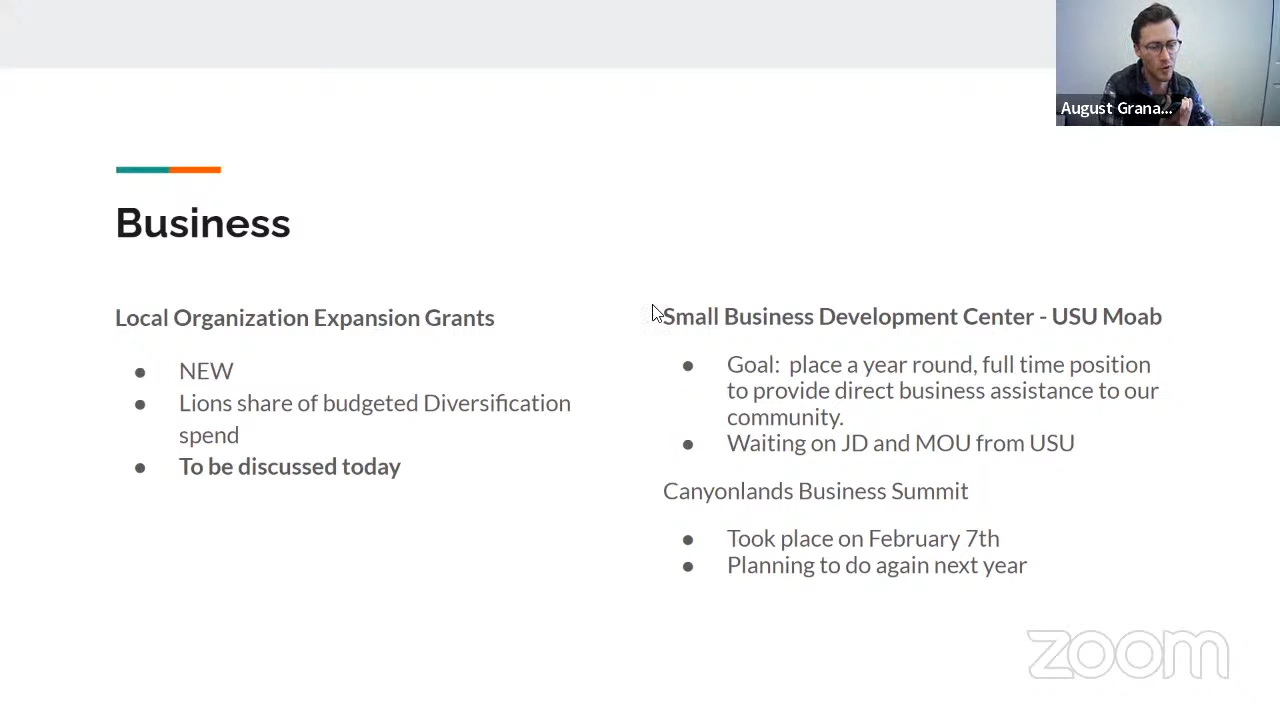 August Grana...
Business
Local Organization Expansion Grants
● NEW
● Lions share of budgeted Diversification
spend
● To be discussed today
Small Business Development Center - USU Moab
● Goal:  place a year round, full time position
to provide direct business assistance to our
community.
● Waiting on JD and MOU from USU
Canyonlands Business Summit
● Took place on February 7th
● Planning to do again next year
zoom